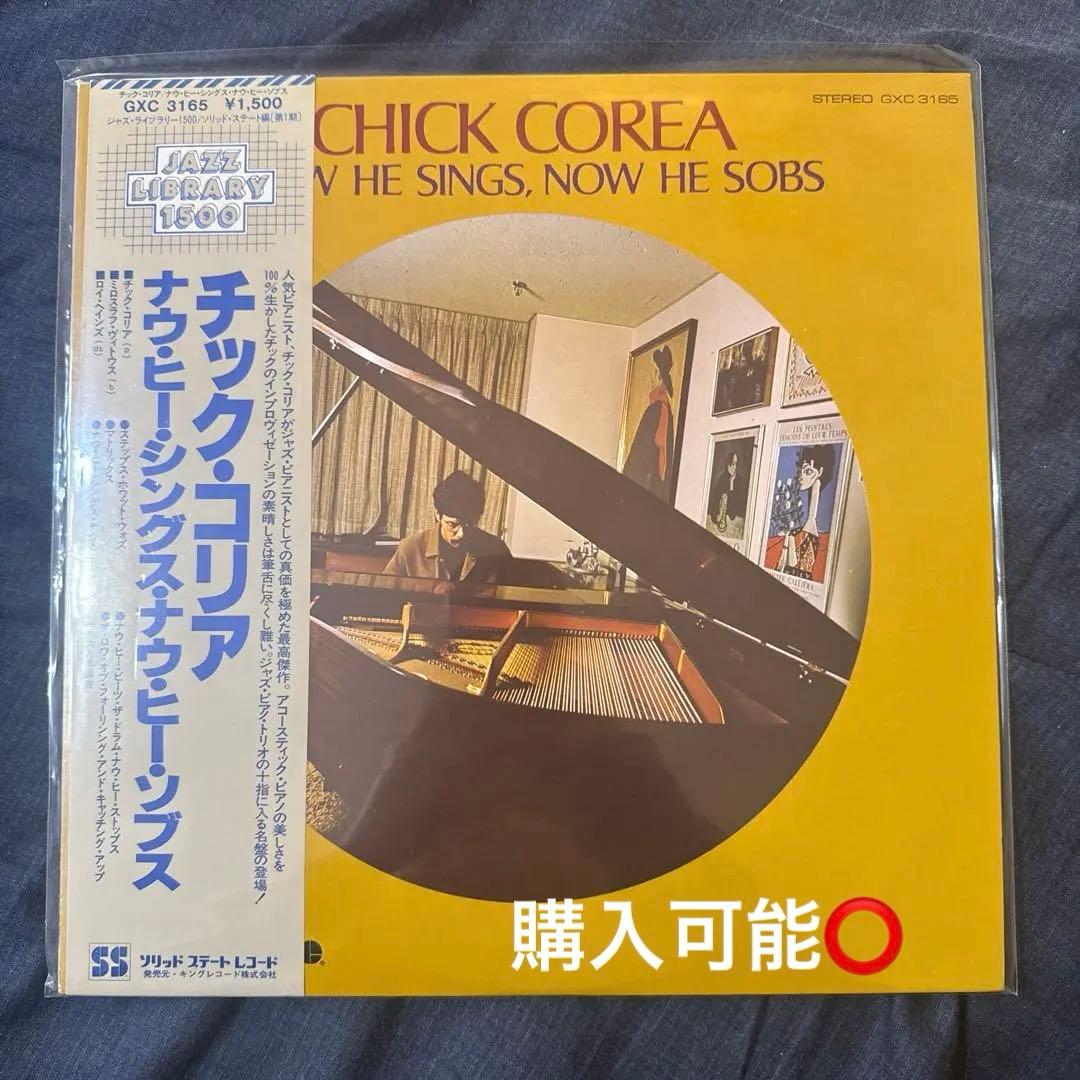 チック・コリア/ナウ・ヒー・シングス・ナウ・ヒー・ソブス
GXC 3165 ¥1,500
ジャズ・ライブラリー1500/ソリッド・ステート編〔第1期〕
JAZZ
LIBRARY
1500
人気ピアニスト、チック・コリアがジャズ・ピアニストとしての真価を極めた最高傑作。アコースティック・ピアノの美しさを
100%生かしたチックのインプロヴィゼーションの素晴しさは筆舌に尽くし難い。ジャズ・ピアノ・トリオの十指に入る名盤の登場!
チック・コリア
ナウ・ヒー・シングス・ナウ・ヒー・ソブス
■チック・コリア(p)
■ミロスラフ・ヴィトウス(b)
■ロイ・ヘインズ(ds)
ステップス・ホワット・ウォズ
マトリックス
ナウ・ヒー・ビーツ・ザ・ドラム・ナウ・ヒー・ストップス
ザ・ロウ・オブ・フォーリング・アンド・キャッチング・アップ
SS ソリッド ステート レコード
発売元・キングレコード株式会社
CHICK COREA
W HE SINGS, NOW HE SOBS
STEREO GXC 3165
LES PEINTRES
TEMOINS DE LEUR TEMPS
購入可能⭕